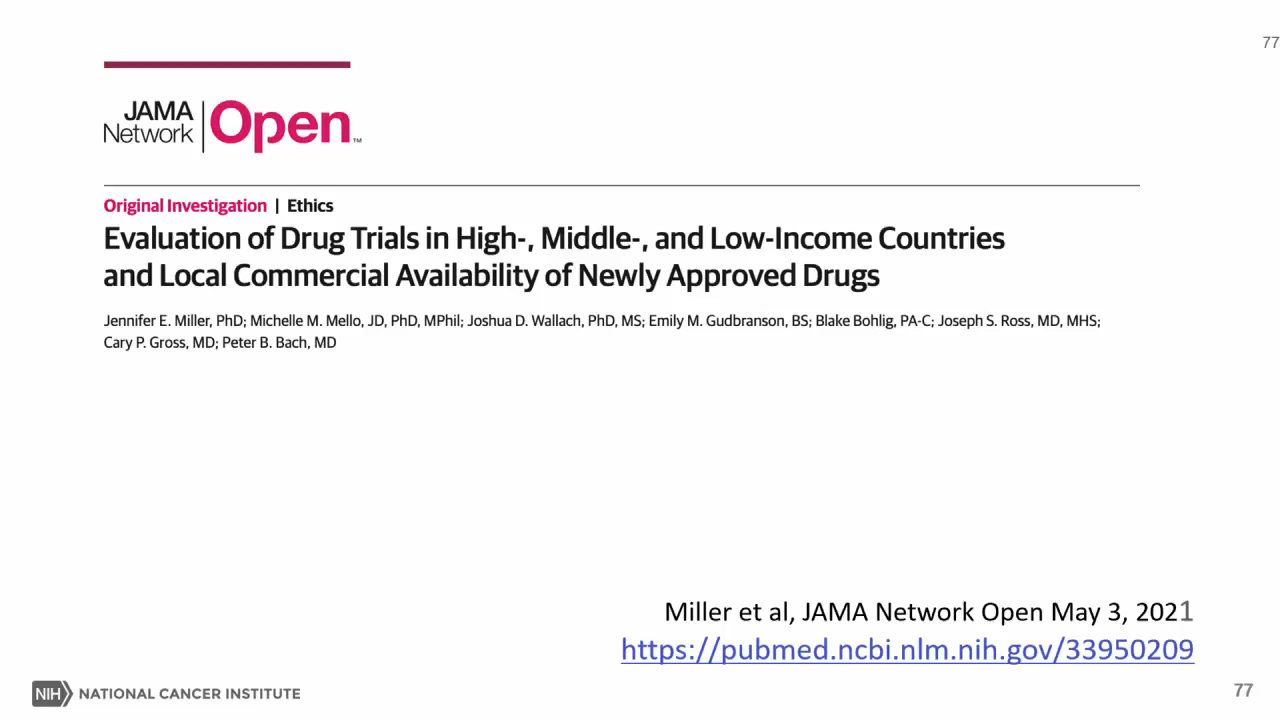 77
JAMA
Network
Open™
Original Investigation | Ethics
Evaluation of Drug Trials in High-, Middle-, and Low-Income Countries
and Local Commercial Availability of Newly Approved Drugs
Jennifer E. Miller, PhD; Michelle M. Mello, JD, PhD, MPhil; Joshua D. Wallach, PhD, MS; Emily M. Gudbranson, BS; Blake Bohlig, PA-C; Joseph S. Ross, MD, MHS;
Cary P. Gross, MD; Peter B. Bach, MD
Miller et al, JAMA Network Open May 3, 2021
https://pubmed.ncbi.nlm.nih.gov/33950209
NIH NATIONAL CANCER INSTITUTE
77